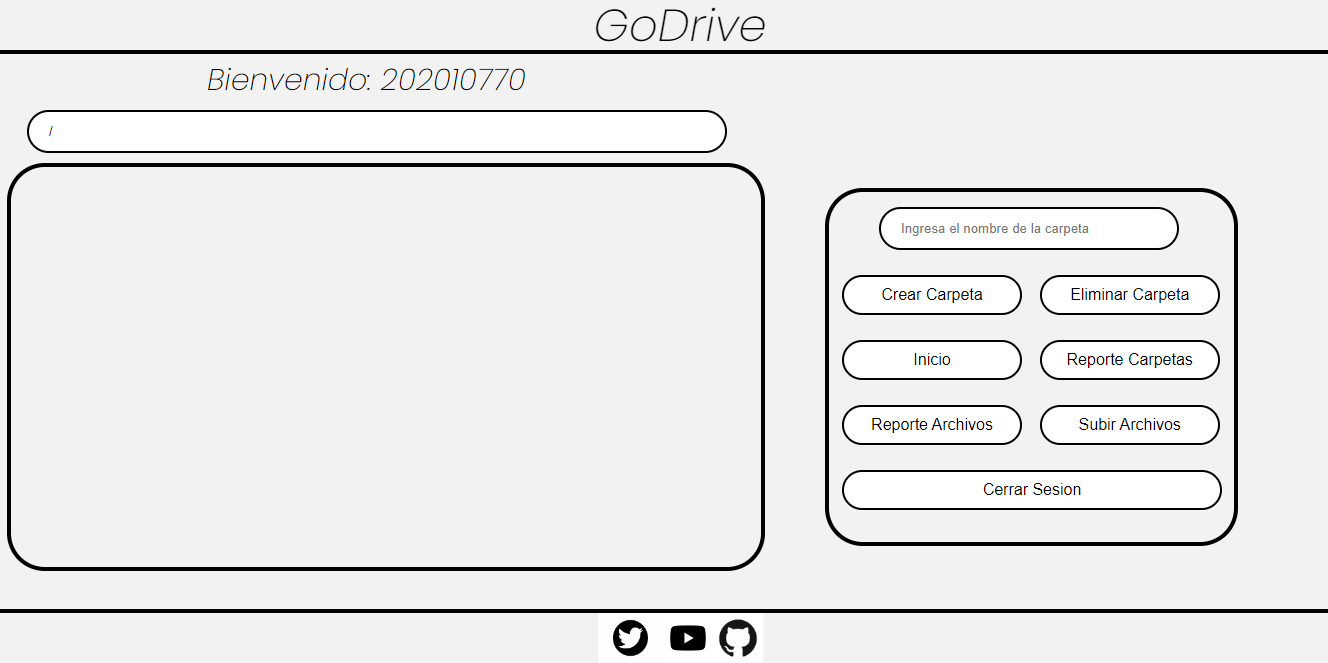 GoDrive
Bienvenido: 202010770
/
Ingresa el nombre de la carpeta
Crear Carpeta
Eliminar Carpeta
Inicio
Reporte Carpetas
Reporte Archivos
Subir Archivos
Cerrar Sesion